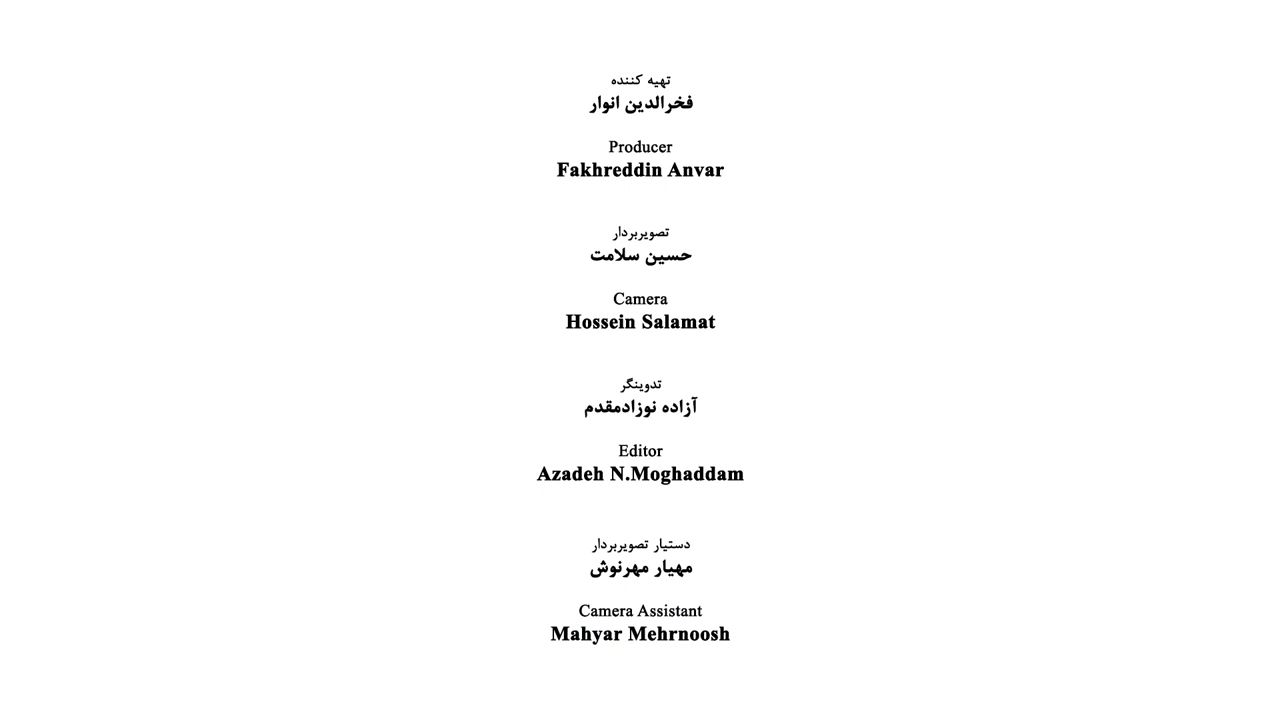 تهیه کننده
فخرالدین انوار
Producer
Fakhreddin Anvar
تصویربردار
حسین سلامت
Camera
Hossein Salamat
تدوینگر
آزاده نوزادمقدم
Editor
Azadeh N.Moghaddam
دستیار تصویربردار
مهیار مهرنوش
Camera Assistant
Mahyar Mehrnoosh